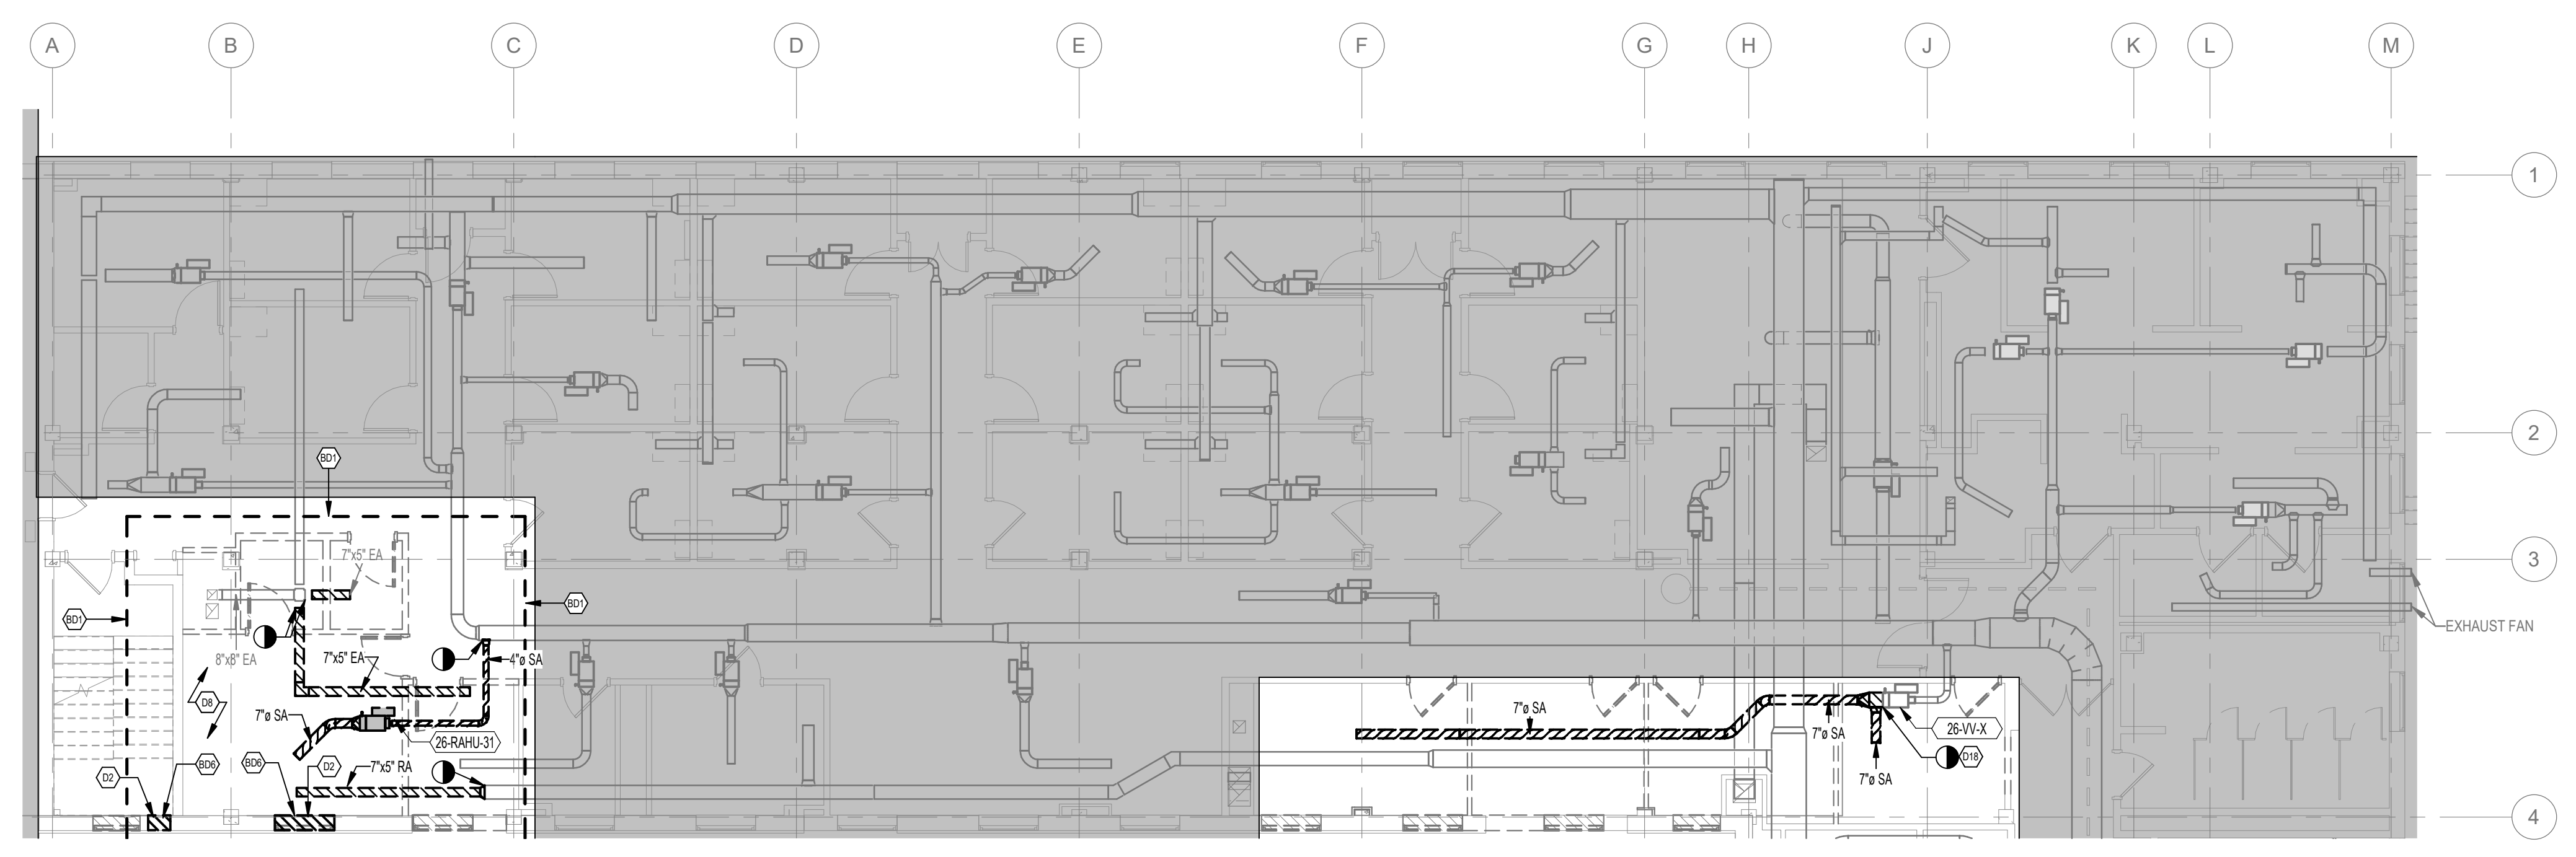 A
B
C
D
E
F
G
H
J
K
L
M
1
2
BD1
3
7"x5" EA
BD1
BD1
EXHAUST FAN
8"x8" EA
7"x5" EA
4"ø SA
D8
7"ø SA
7"ø SA
26-RAHU-31
7"ø SA
26-VV-X
D18
BD6
BD6
D2
7"x5" RA
D2
7"ø SA
4